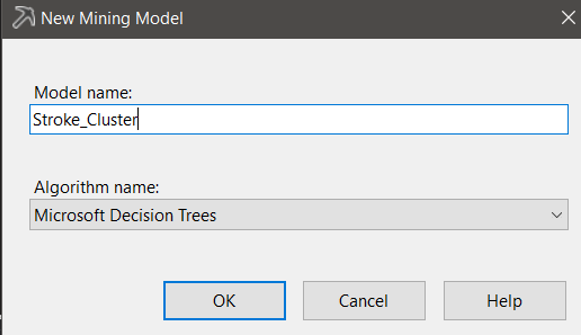 New Mining Model
Model name:
Stroke_Cluster
Algorithm name:
Microsoft Decision Trees
OK Cancel Help